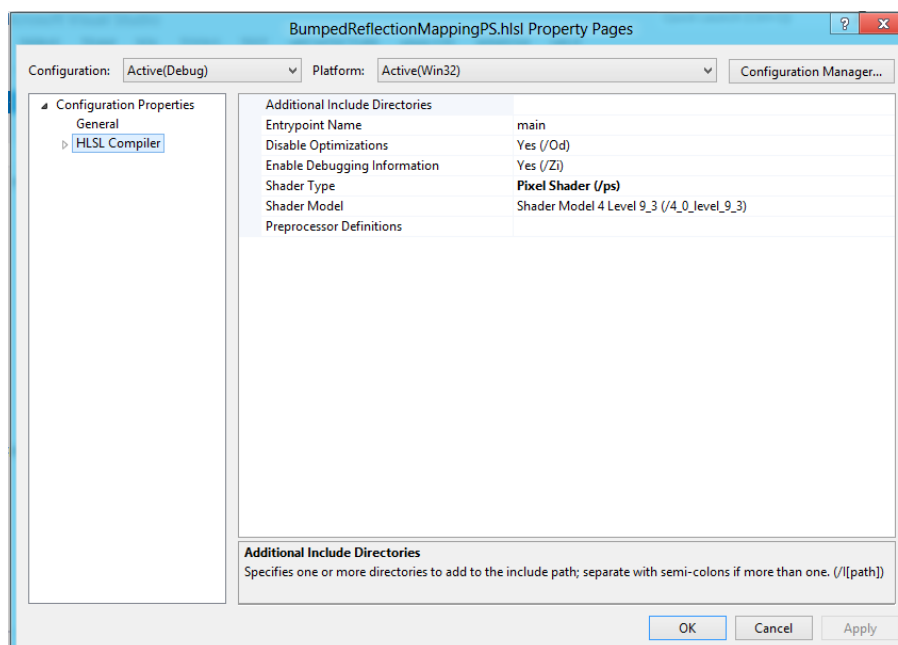 BumpedReflectionMappingPS.hlsl Property Pages
?
Configuration: Active(Debug) Platform: Active(Win32) Configuration Manager...
Configuration Properties
General
HLSL Compiler
Additional Include Directories
Entrypoint Name main
Disable Optimizations Yes (/Od)
Enable Debugging Information Yes (/Zi)
Shader Type Pixel Shader (/ps)
Shader Model Shader Model 4 Level 9_3 (/4_0_level_9_3)
Preprocessor Definitions
Additional Include Directories
Specifies one or more directories to add to the include path; separate with semi-colons if more than one. (/I[path])
OK Cancel Apply